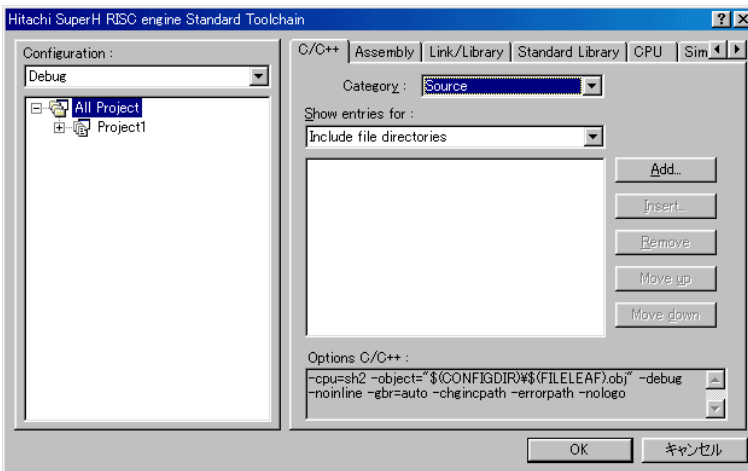 Hitachi SuperH RISC engine Standard Toolchain
Configuration :
Debug
All Project
Project1
C/C++ Assembly Link/Library Standard Library CPU Sim
Category : Source
Show entries for :
Include file directories
Add...
Insert...
Remove
Move up
Move down
Options C/C++ :
-cpu=sh2 -object="$(CONFIGDIR)¥$(FILELEAF).obj" -debug
-noinline -gbr=auto -chgincpath -errorpath -nologo
OK キャンセル